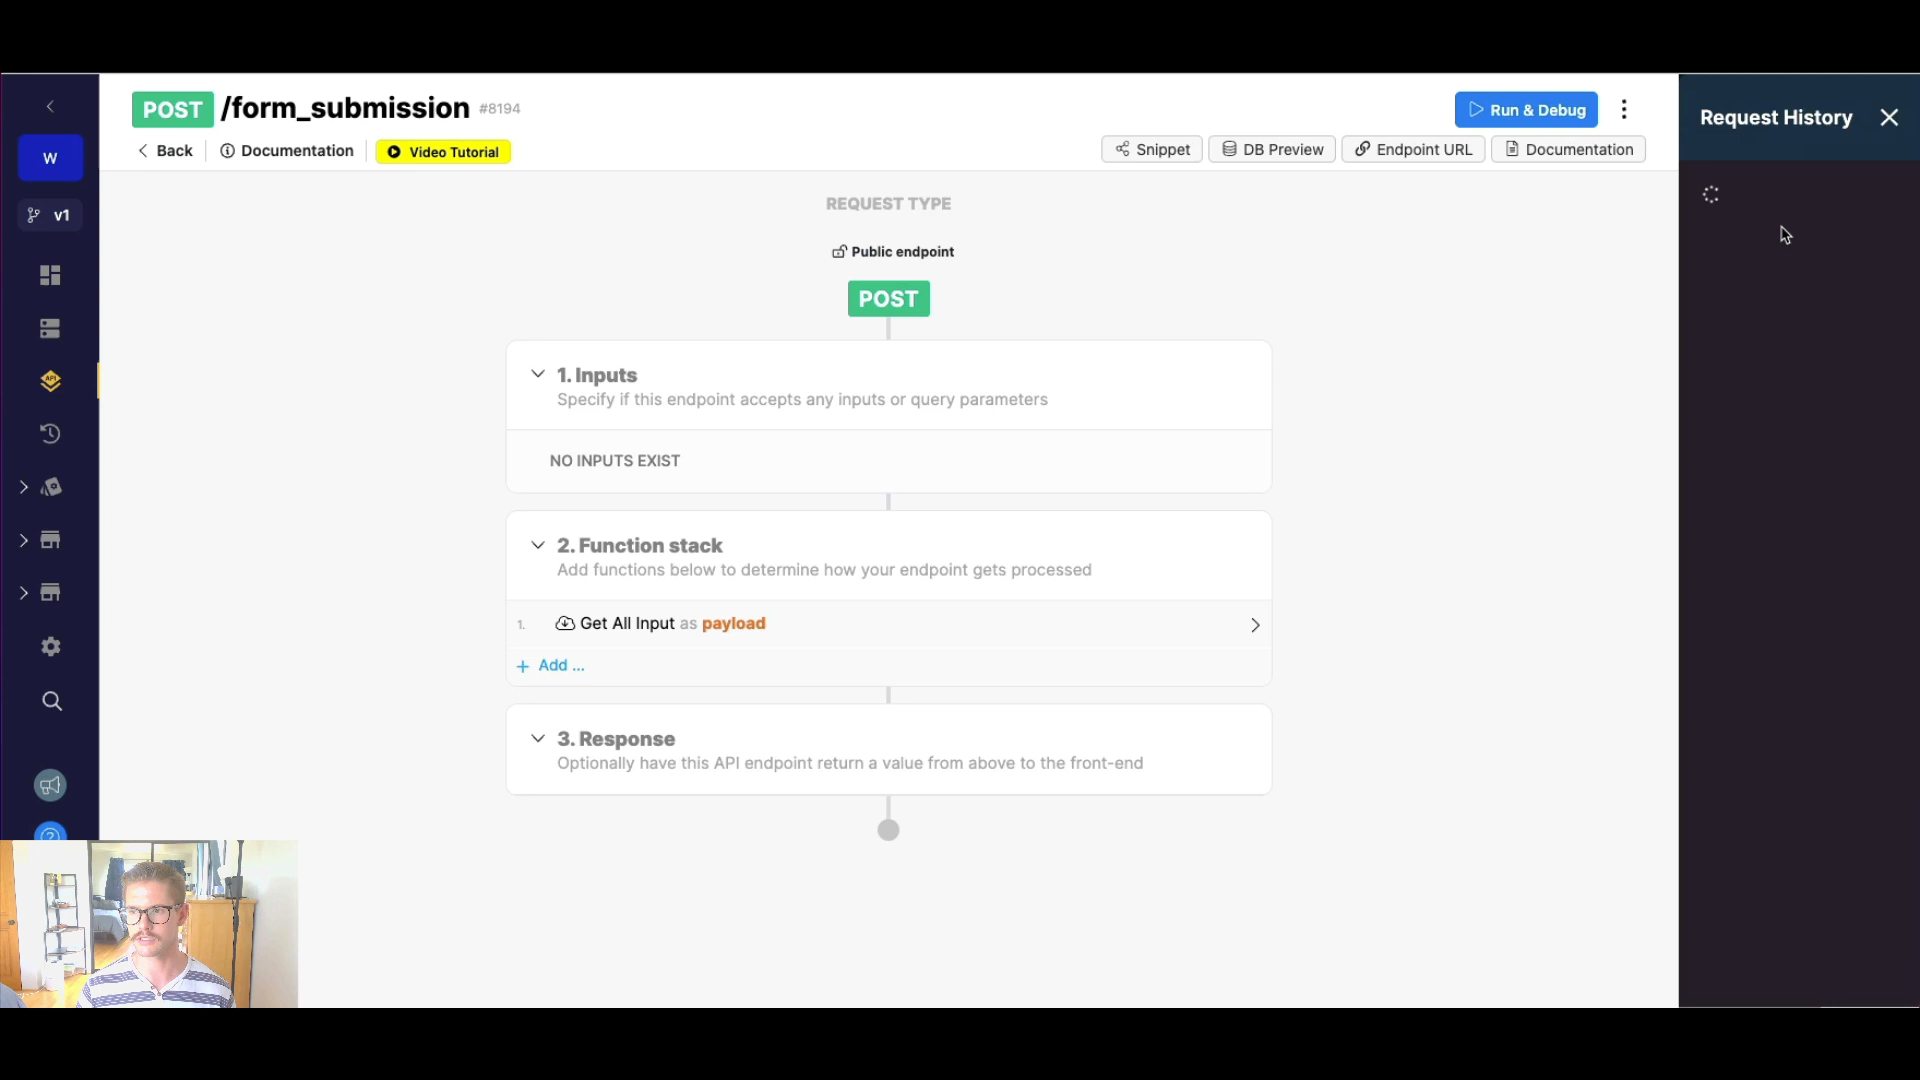 POST /form_submission #8194
Run & Debug
Back
Documentation
Video Tutorial
Snippet
DB Preview
Endpoint URL
Documentation
Request History
W
v1
API
REQUEST TYPE
Public endpoint
POST
1. Inputs
Specify if this endpoint accepts any inputs or query parameters
NO INPUTS EXIST
2. Function stack
Add functions below to determine how your endpoint gets processed
1. Get All Input as payload
+ Add ...
3. Response
Optionally have this API endpoint return a value from above to the front-end